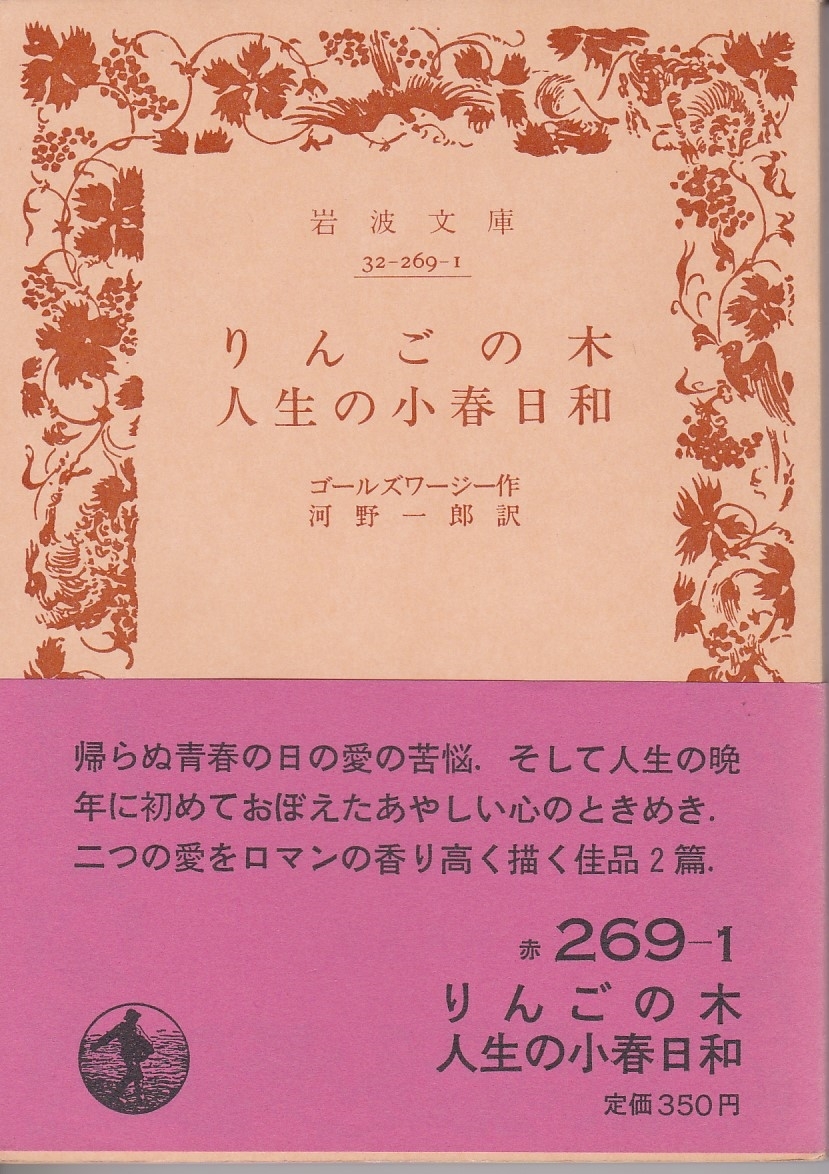 岩波文庫
32-269-1
りんごの木
人生の小春日和
ゴールズワージー作
河野一郎訳
帰らぬ青春の日の愛の苦悩．そして人生の晩
年に初めておぼえたあやしい心のときめき．
二つの愛をロマンの香り高く描く佳品2篇．
赤 269-1
りんごの木
人生の小春日和
定価350円